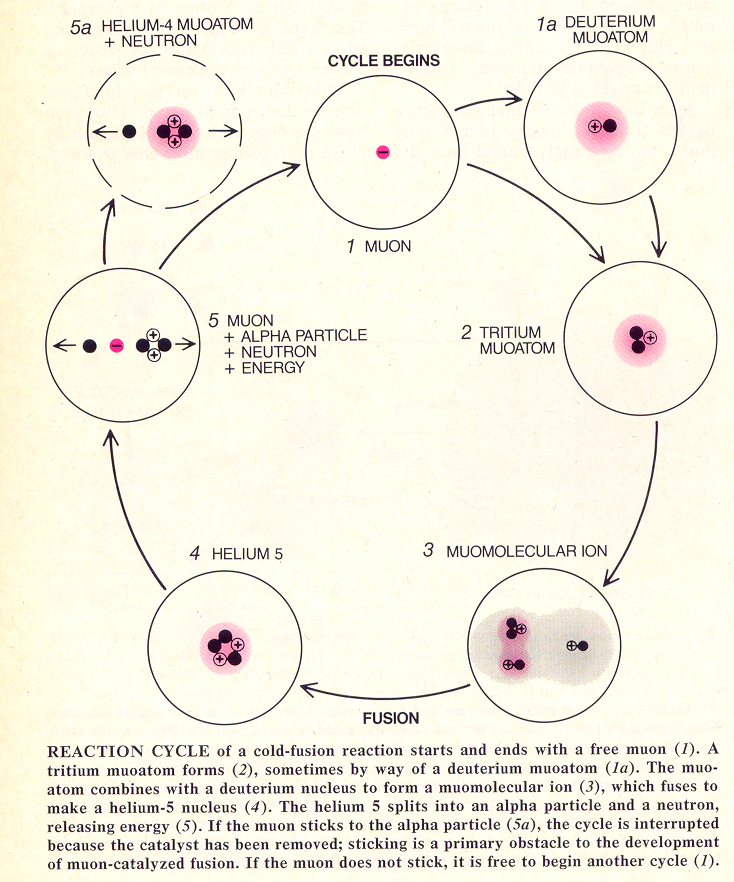 5a HELIUM-4 MUOATOM
+ NEUTRON
1a DEUTERIUM
MUOATOM
CYCLE BEGINS
1 MUON
2 TRITIUM
MUOATOM
5 MUON
+ ALPHA PARTICLE
+ NEUTRON
+ ENERGY
4 HELIUM 5
3 MUOMOLECULAR ION
FUSION
REACTION CYCLE of a cold-fusion reaction starts and ends with a free muon (1). A
tritium muoatom forms (2), sometimes by way of a deuterium muoatom (1a). The muo-
atom combines with a deuterium nucleus to form a muomolecular ion (3), which fuses to
make a helium-5 nucleus (4). The helium 5 splits into an alpha particle and a neutron,
releasing energy (5). If the muon sticks to the alpha particle (5a), the cycle is interrupted
because the catalyst has been removed; sticking is a primary obstacle to the development
of muon-catalyzed fusion. If the muon does not stick, it is free to begin another cycle (1).